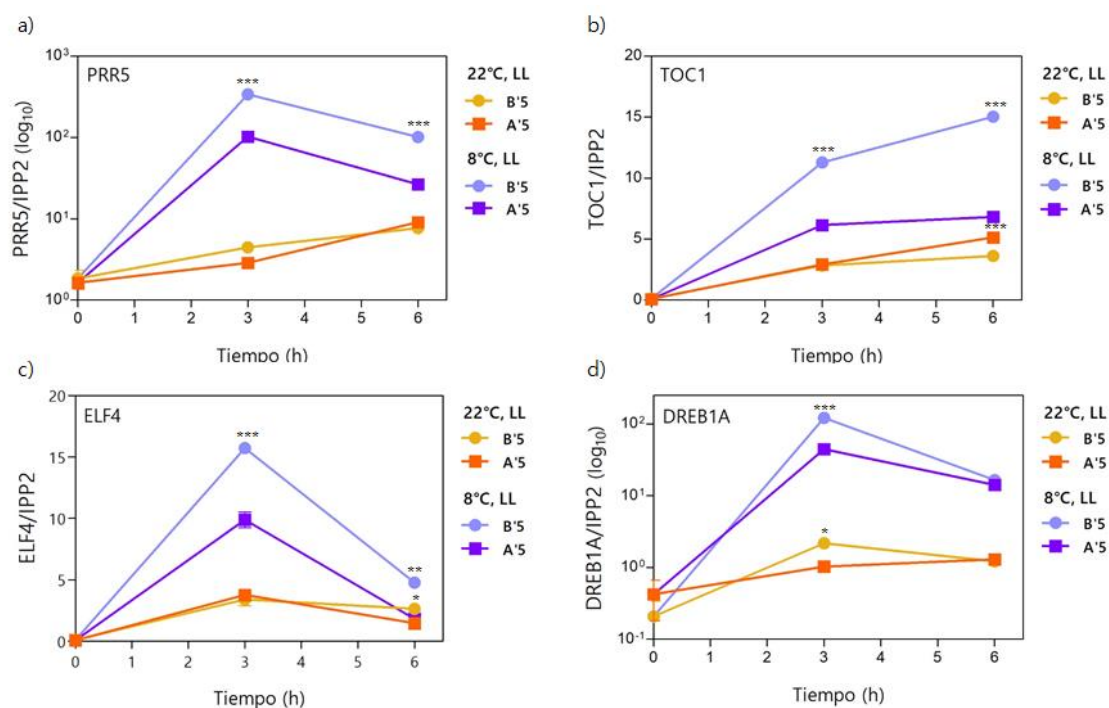 a)
PRR5
PRR5/IPP2 (log10)
10³
10²
10¹
10⁰
***
***
0 1 2 3 4 5 6
Tiempo (h)
22°C, LL
B'5
A'5
8°C, LL
B'5
A'5
b)
TOC1
TOC1/IPP2
20
15
10
5
0
***
***
***
0 1 2 3 4 5 6
Tiempo (h)
22°C, LL
B'5
A'5
8°C, LL
B'5
A'5
c)
ELF4
ELF4/IPP2
20
15
10
5
0
***
**
*
0 1 2 3 4 5 6
Tiempo (h)
22°C, LL
B'5
A'5
8°C, LL
B'5
A'5
d)
DREB1A
DREB1A/IPP2 (log10)
10²
10¹
10⁰
10⁻¹
***
*
0 1 2 3 4 5 6
Tiempo (h)
22°C, LL
B'5
A'5
8°C, LL
B'5
A'5